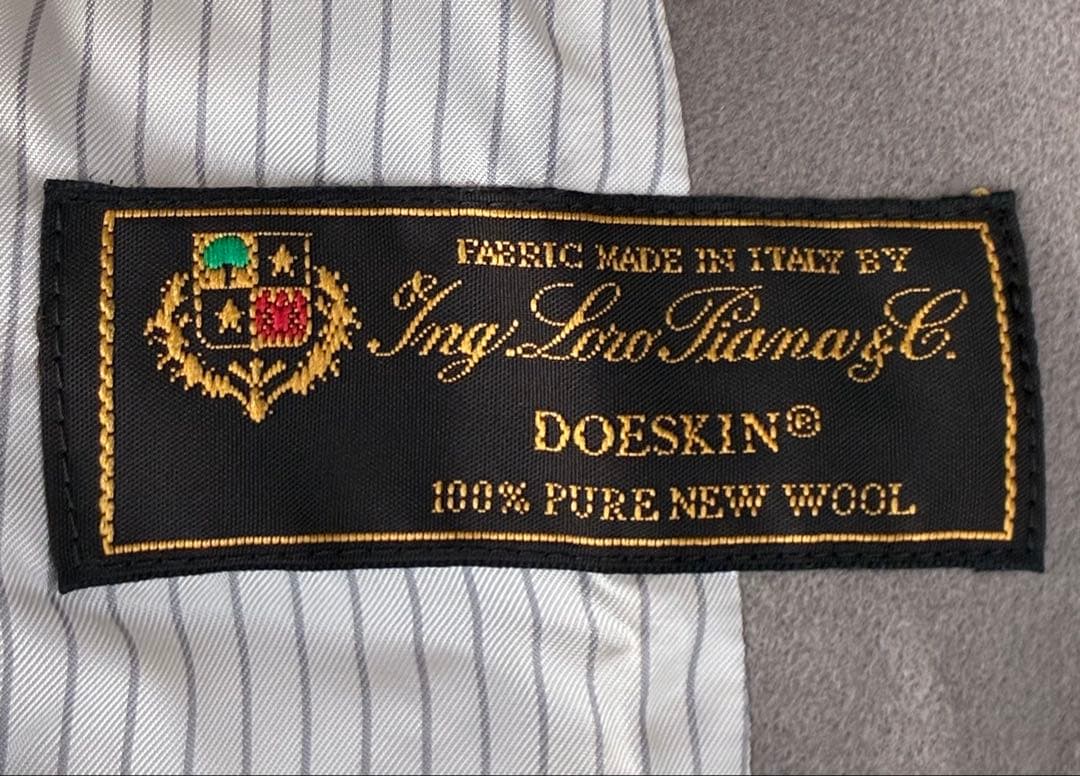 FABRIC MADE IN ITALY BY
Ing. Loro Piana & C.
DOESKIN®
100% PURE NEW WOOL